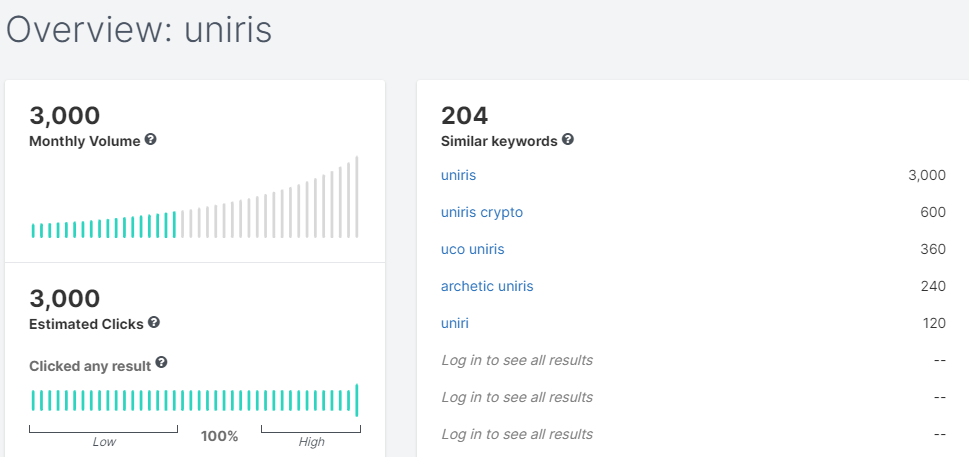 Overview: uniris
3,000
Monthly Volume ?
3,000
Estimated Clicks ?
Clicked any result ?
Low
100%
High
204
Similar keywords ?
uniris 3,000
uniris crypto 600
uco uniris 360
archetic uniris 240
uniri 120
Log in to see all results --
Log in to see all results --
Log in to see all results --